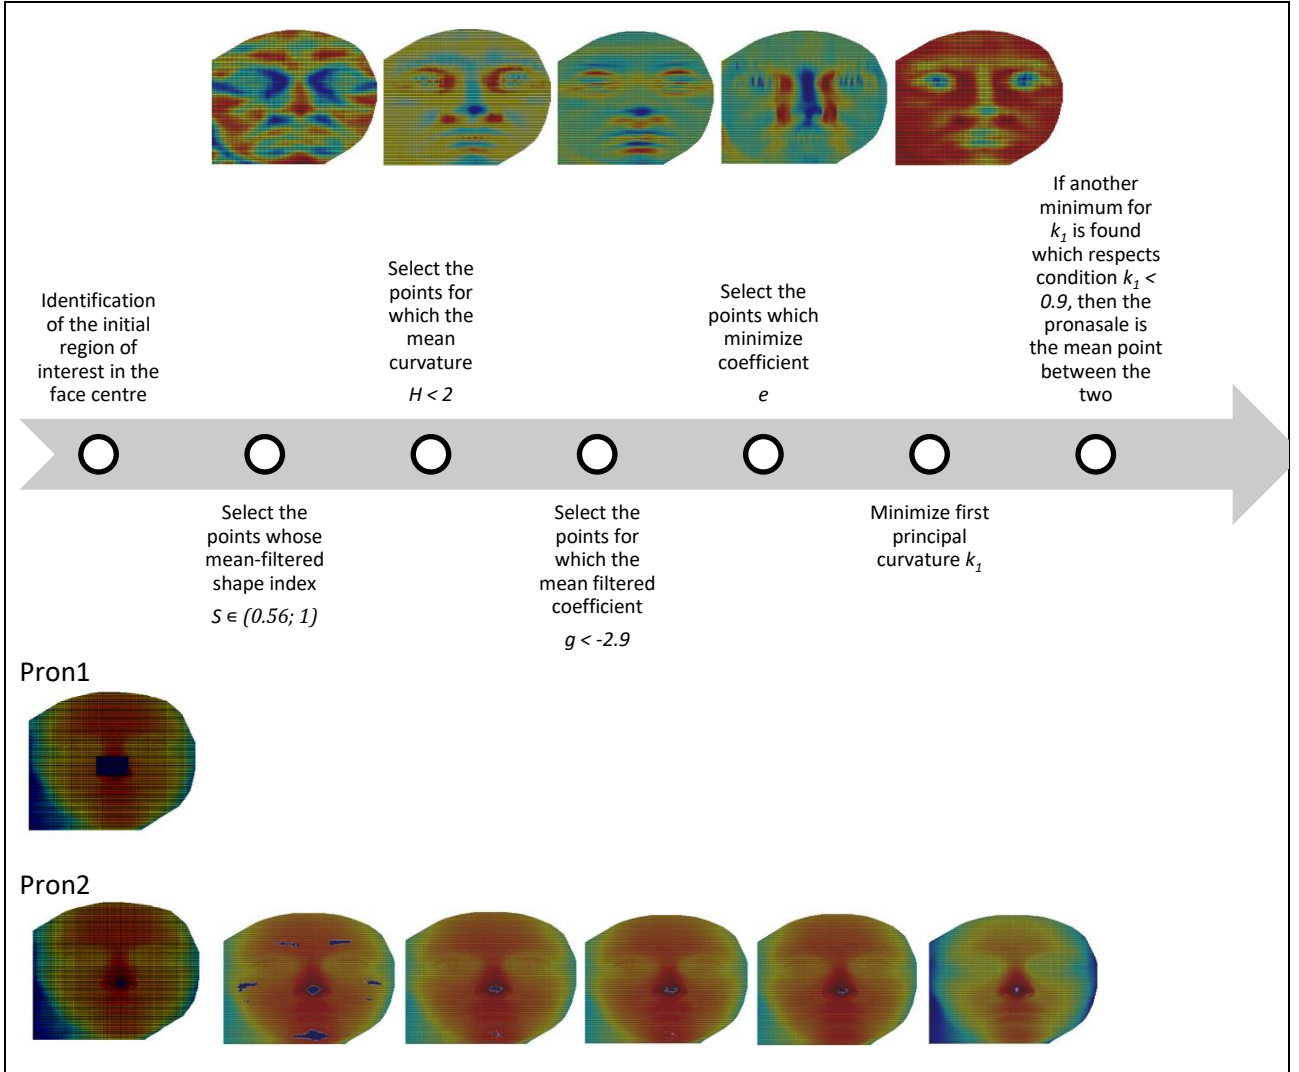 Identification
of the initial
region of
interest in the
face centre
Select the
points whose
mean-filtered
shape index
S ∈ (0.56; 1)
Select the
points for
which the
mean
curvature
H < 2
Select the
points for
which the
mean filtered
coefficient
g < -2.9
Select the
points which
minimize
coefficient
e
Minimize first
principal
curvature k₁
If another
minimum for
k₁ is found
which respects
condition k₁ <
0.9, then the
pronasale is
the mean point
between the
two
Pron1
Pron2